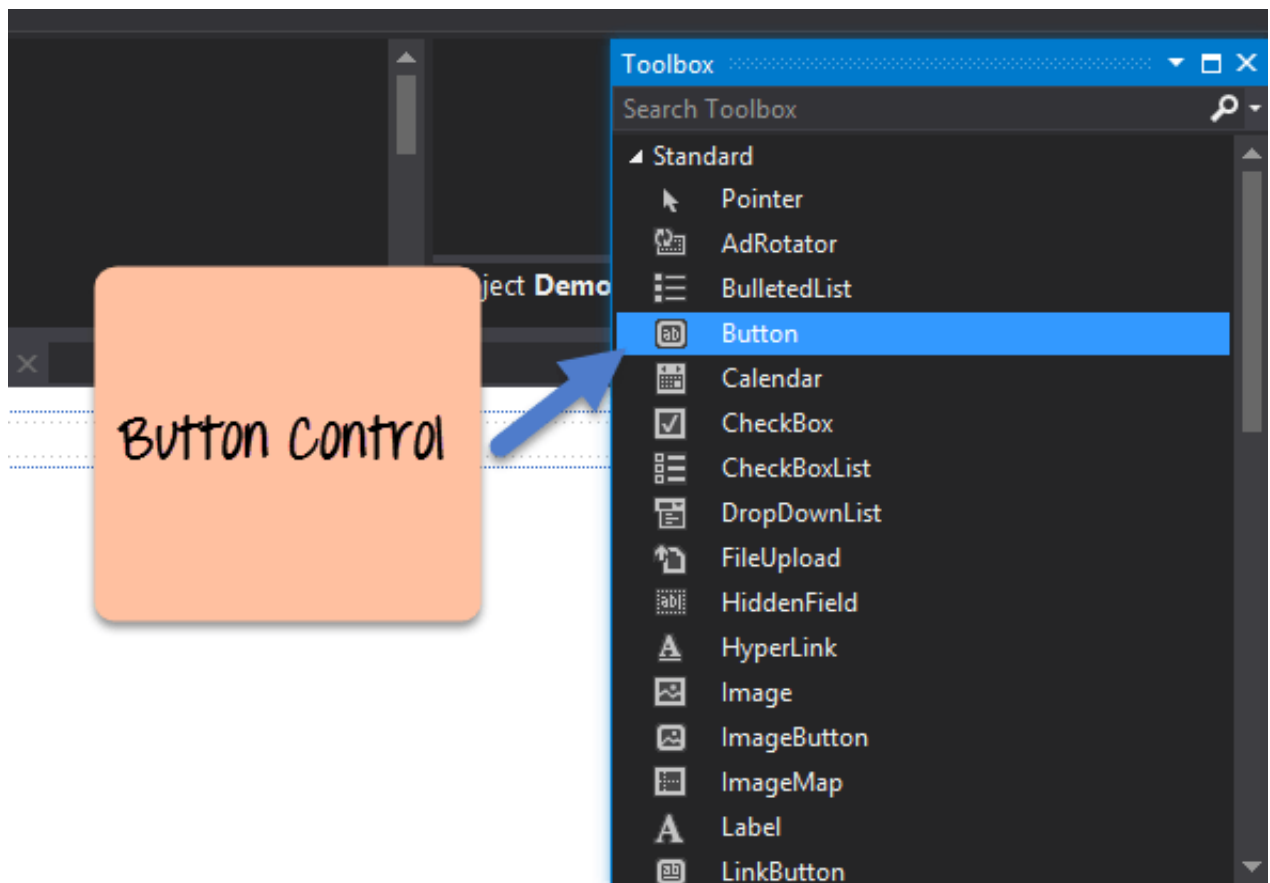 Toolbox
Search Toolbox
Standard
Pointer
AdRotator
BulletedList
ject Demo
Button
Calendar
CheckBox
Button Control
CheckBoxList
DropDownList
FileUpload
HiddenField
HyperLink
Image
ImageButton
ImageMap
Label
LinkButton